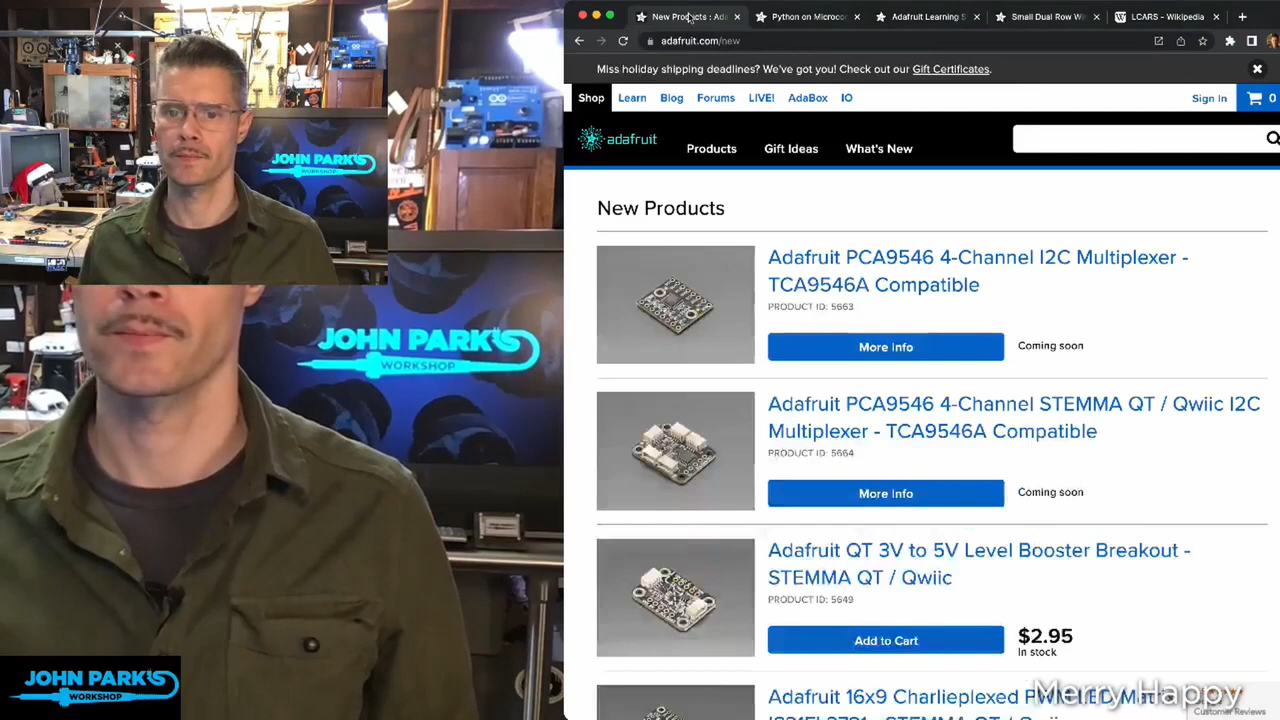 JOHN PARK'S
WORKSHOP
JOHN PARK'S
WORKSHOP
JOHN PARK'S
WORKSHOP
New Products : Ada
Python on Microco
Adafruit Learning S
Small Dual Row W
LCARS - Wikipedia
adafruit.com/new
Miss holiday shipping deadlines? We've got you! Check out our Gift Certificates.
Shop Learn Blog Forums LIVE! AdaBox IO Sign In 0
adafruit Products Gift Ideas What's New
New Products
Adafruit PCA9546 4-Channel I2C Multiplexer -
TCA9546A Compatible
PRODUCT ID: 5663
More Info Coming soon
Adafruit PCA9546 4-Channel STEMMA QT / Qwiic I2C
Multiplexer - TCA9546A Compatible
PRODUCT ID: 5664
More Info Coming soon
Adafruit QT 3V to 5V Level Booster Breakout -
STEMMA QT / Qwiic
PRODUCT ID: 5649
Add to Cart $2.95
In stock
Adafruit 16x9 Charlieplexed PWM LED
Merry Happy
Customer Reviews